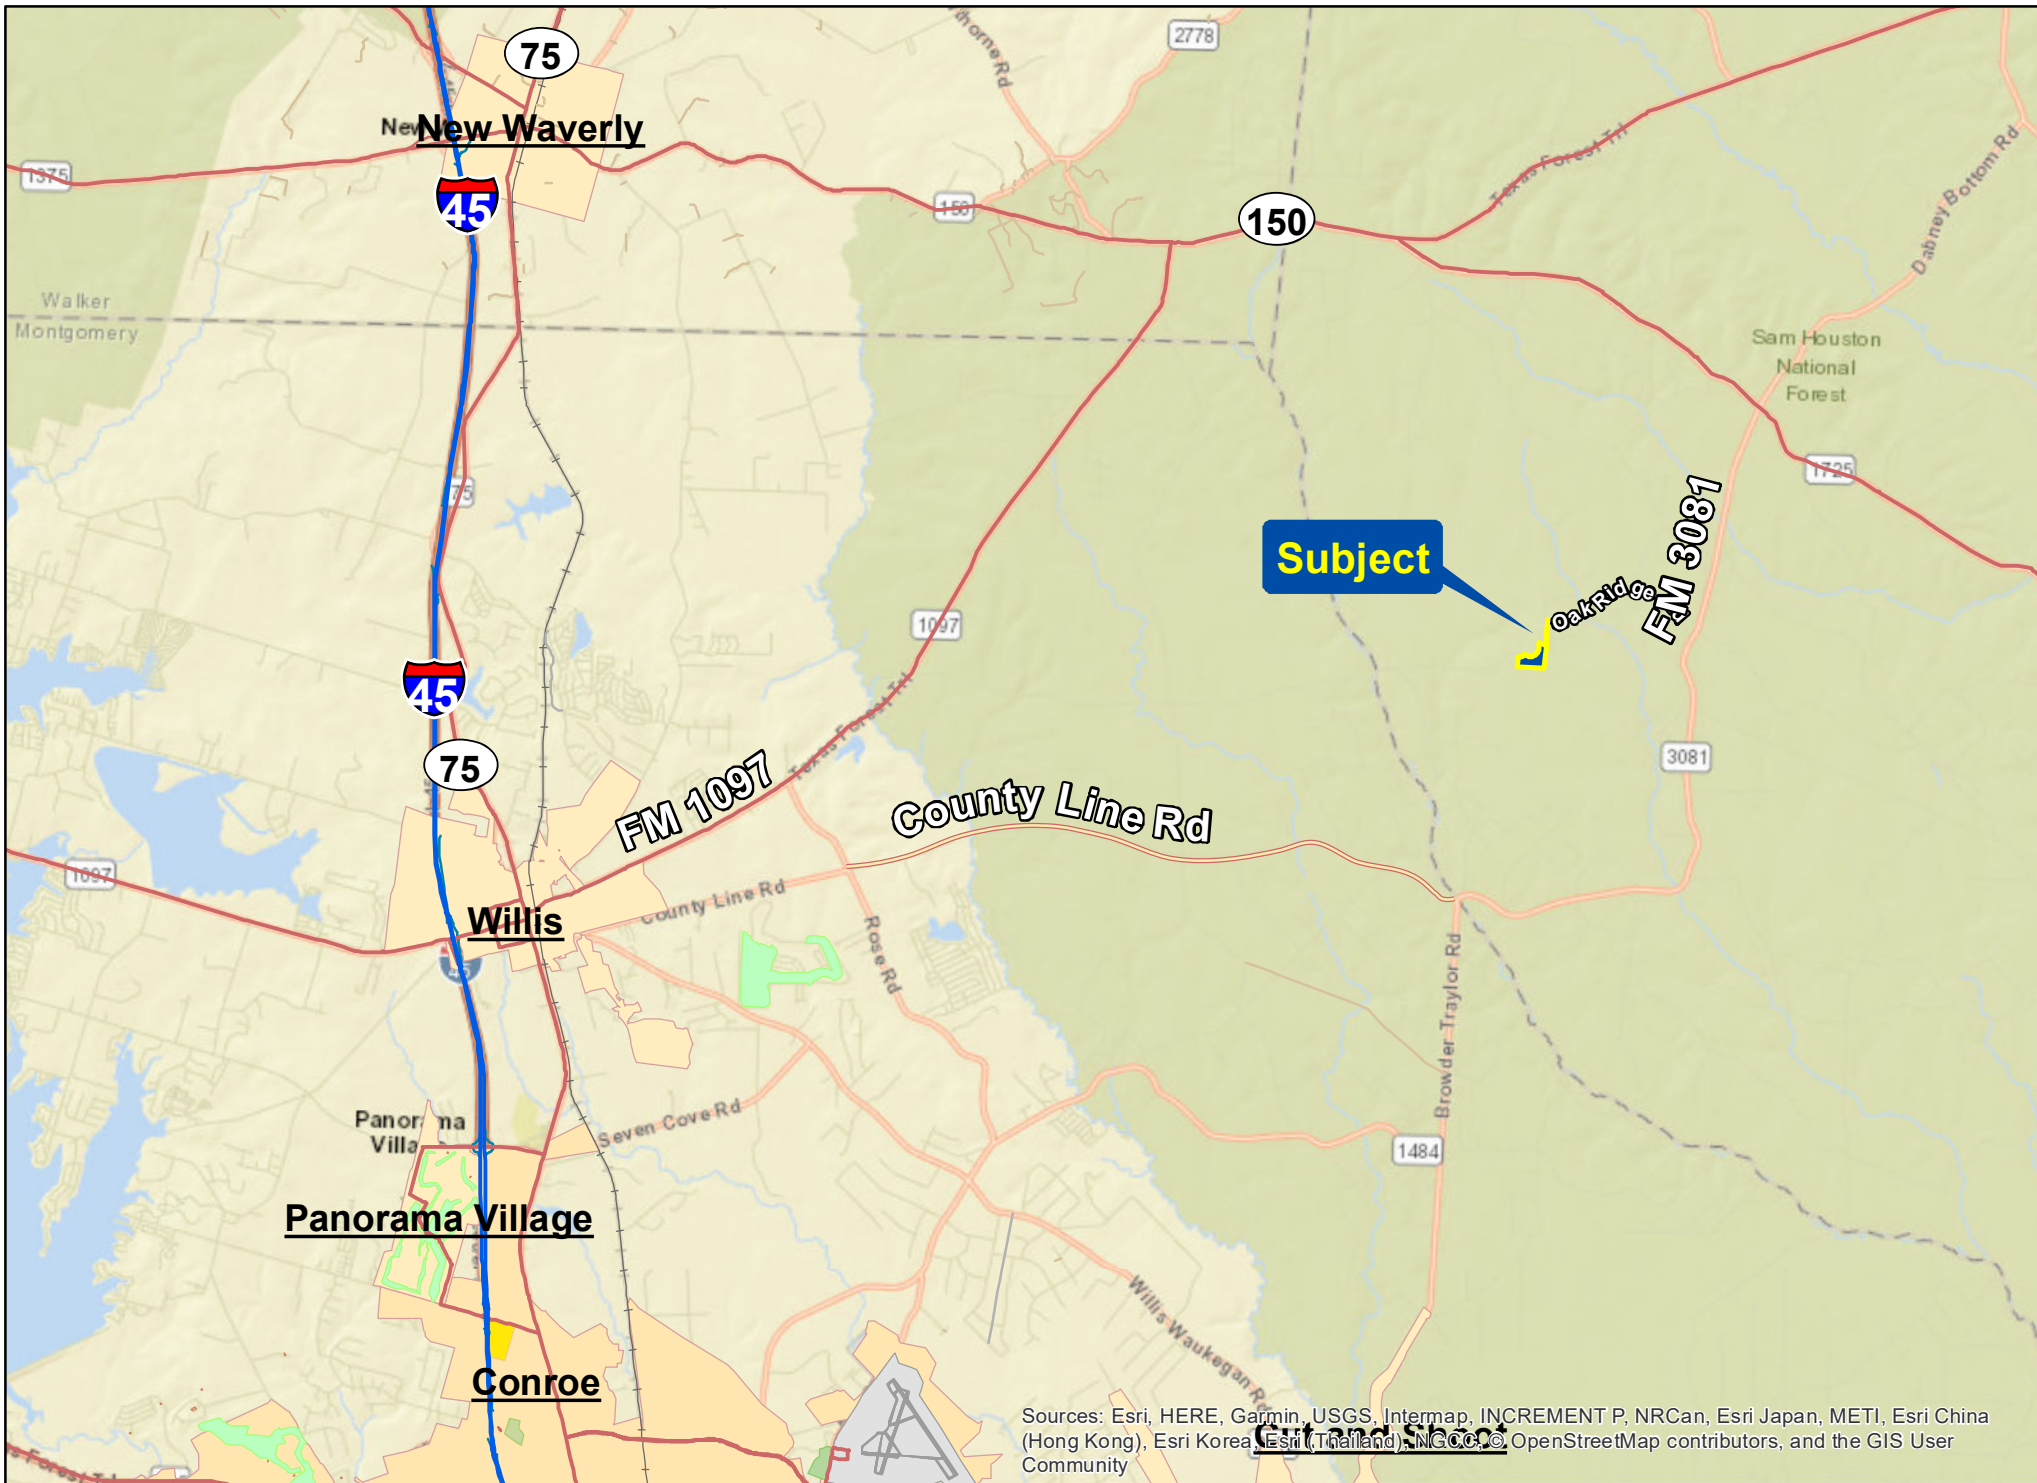 75
2778
New Waverly
1375
45
150
150
Texas Forest Trl
Dabney Bottom Rd
Walker
Montgomery
Sam Houston
National
Forest
75
1725
FM 3081
Subject
Oak Ridge
1097
45
Texas Forest Trl
75
FM 1097
3081
County Line Rd
1097
County Line Rd
Willis
Rose Rd
45
Browder Traylor Rd
Seven Cove Rd
Panorama
1484
Panorama Village
Willis Waukegan Rd
Conroe
Cut and Shoot
Sources: Esri, HERE, Garmin, USGS, Intermap, INCREMENT P, NRCan, Esri Japan, METI, Esri China
(Hong Kong), Esri Korea, Esri (Thailand), NGCC, © OpenStreetMap contributors, and the GIS User
Community